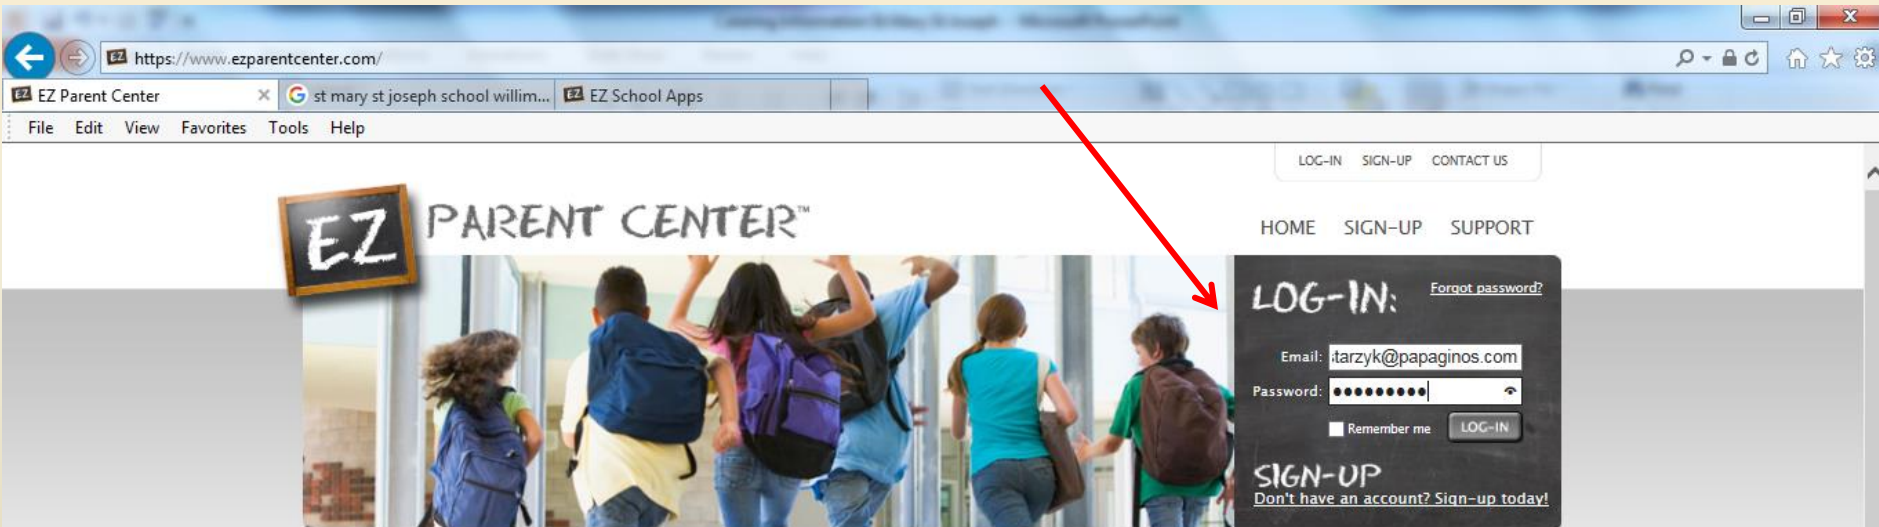 https://www.ezparentcenter.com/
EZ Parent Center
st mary st joseph school willim...
EZ School Apps
File Edit View Favorites Tools Help
LOG-IN SIGN-UP CONTACT US
EZ PARENT CENTER™
HOME SIGN-UP SUPPORT
LOG-IN: Forgot password?
Email: tarzyk@papaginos.com
Password: •••••••••
Remember me LOG-IN
SIGN-UP
Don't have an account? Sign-up today!